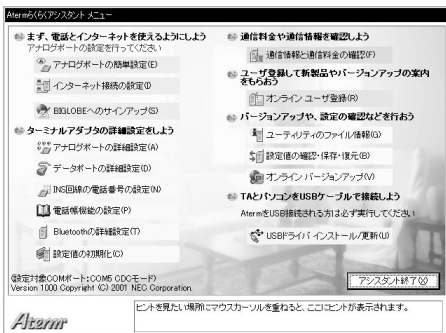 Atermらくらくアシスタント メニュー
まず、電話とインターネットを使えるようにしよう
アナログポートの設定を行ってください
アナログポートの簡単設定(E)
インターネット接続の設定(I)
BIGLOBEへのサインアップ(S)
ターミナルアダプタの詳細設定をしよう
アナログポートの詳細設定(A)
データポートの詳細設定(D)
INS回線の電話番号の設定(N)
電話帳機能の設定(P)
Bluetoothの詳細設定(T)
設定値の初期化(C)
通信料金や通信情報を確認しよう
通信情報と通信料金の確認(F)
ユーザ登録して新製品やバージョンアップの案内
をもらおう
オンライン ユーザ登録(R)
バージョンアップや、設定の確認などを行おう
ユーティリティのファイル情報(G)
設定値の確認・保存・復元(B)
オンライン バージョンアップ(V)
TAとパソコンをUSBケーブルで接続しよう
AtermをUSB接続される方は必ず実行してください
USBドライバ インストール/更新(U)
(設定対象COMポート:COM5 CDCモード)
Version 1000 Copyright (C) 2001 NEC Corporation.
アシスタント終了(X)
Aterm
ヒントを見たい場所にマウスカーソルを重ねると、ここにヒントが表示されます。